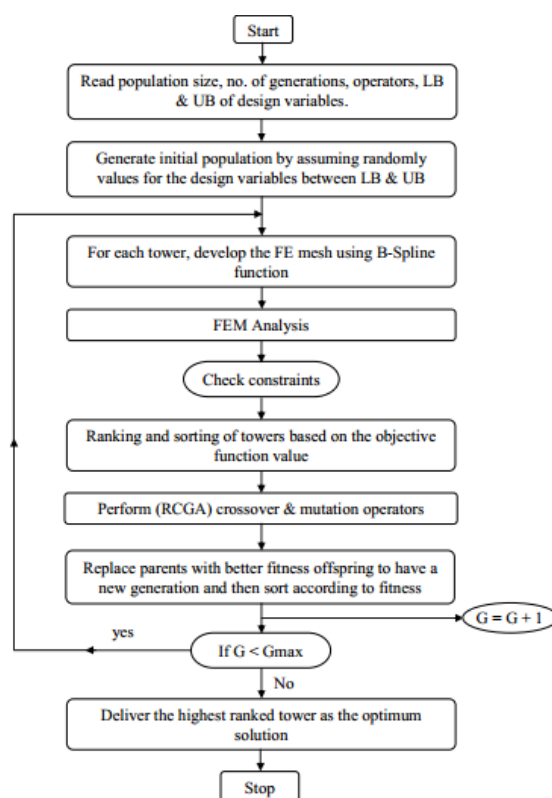 Start
Read population size, no. of generations, operators, LB
& UB of design variables.
Generate initial population by assuming randomly
values for the design variables between LB & UB
For each tower, develop the FE mesh using B-Spline
function
FEM Analysis
Check constraints
Ranking and sorting of towers based on the objective
function value
Perform (RCGA) crossover & mutation operators
Replace parents with better fitness offspring to have a
new generation and then sort according to fitness
G = G + 1
yes
If G < Gmax
No
Deliver the highest ranked tower as the optimum
solution
Stop